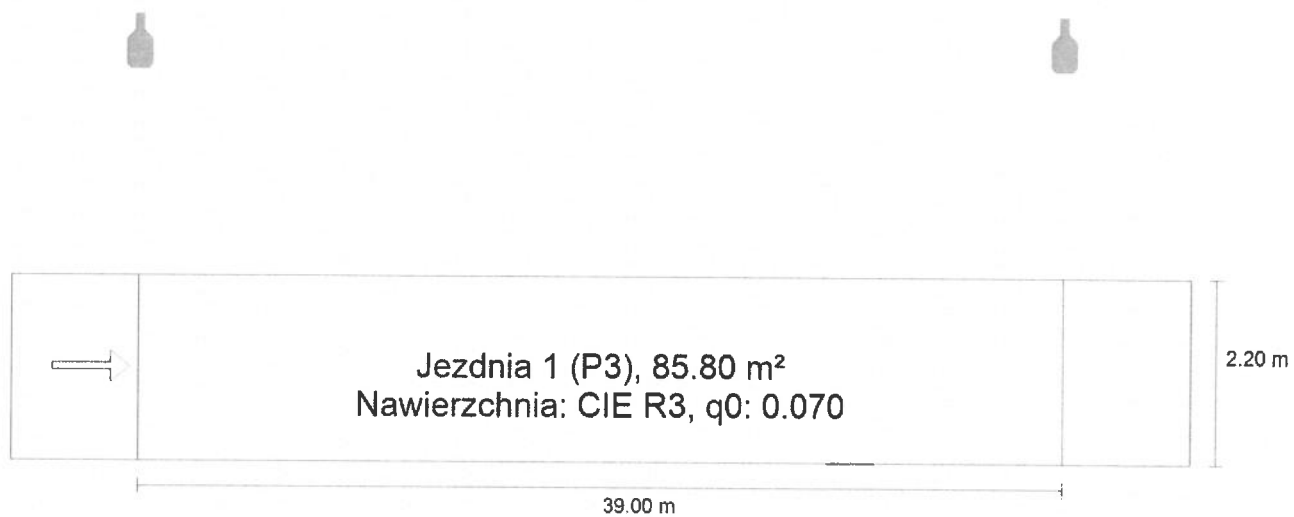 Jezdnia 1 (P3), 85.80 m²
Nawierzchnia: CIE R3, q0: 0.070
2.20 m
39.00 m